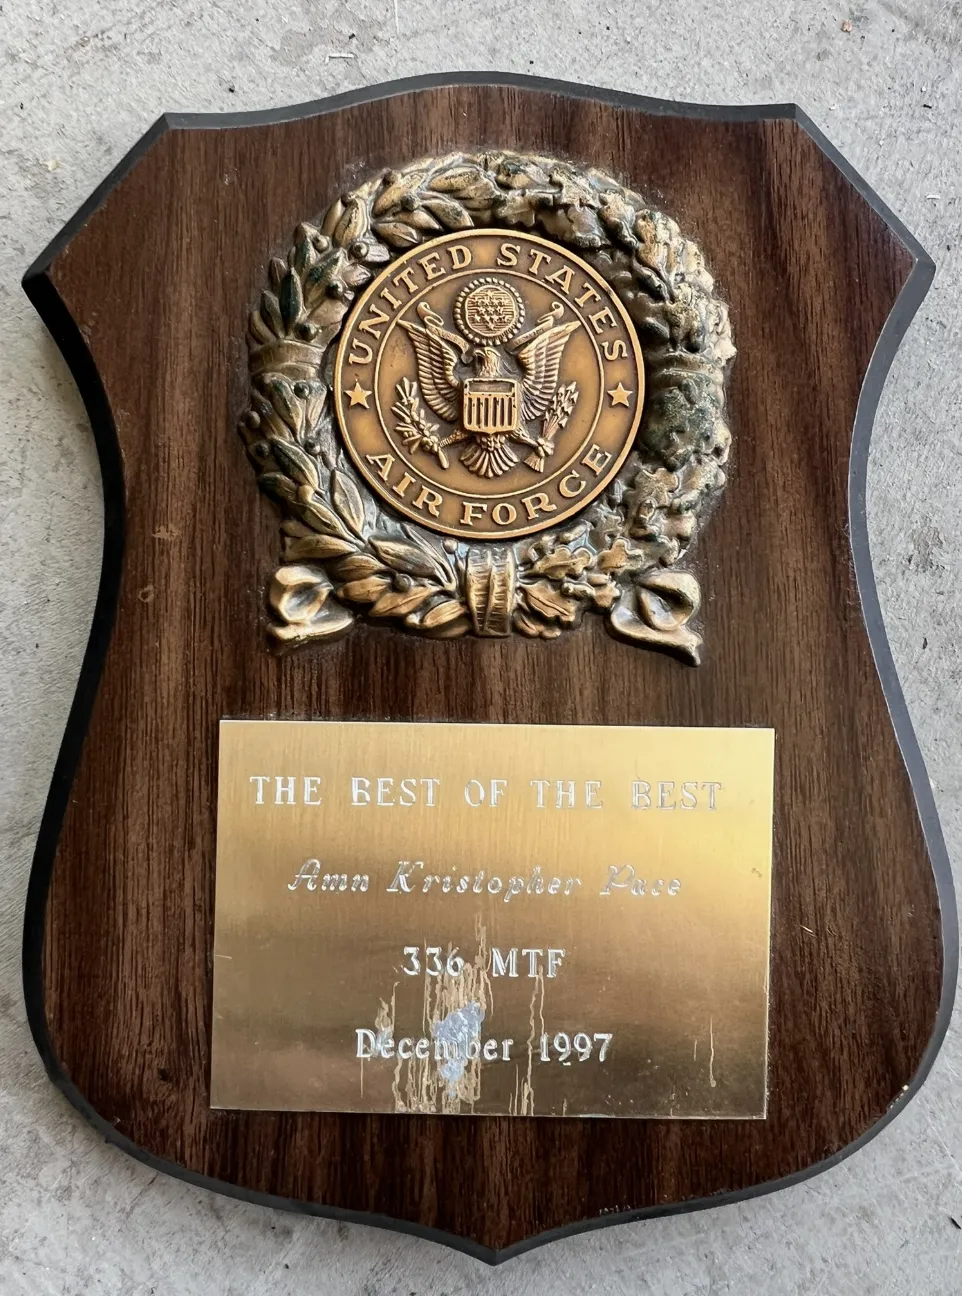 UNITED STATES
AIR FORCE
THE BEST OF THE BEST
Amn Kristopher Pace
336 MTF
December 1997